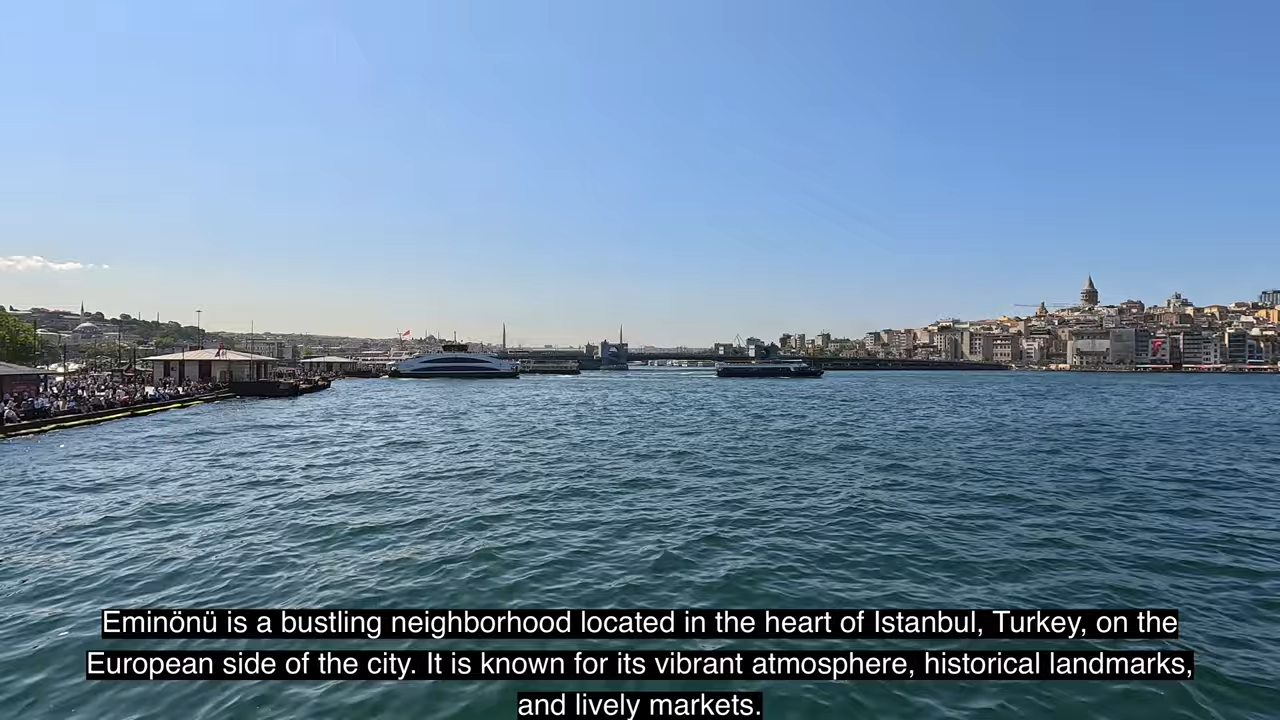 Eminönü is a bustling neighborhood located in the heart of Istanbul, Turkey, on the
European side of the city. It is known for its vibrant atmosphere, historical landmarks,
and lively markets.